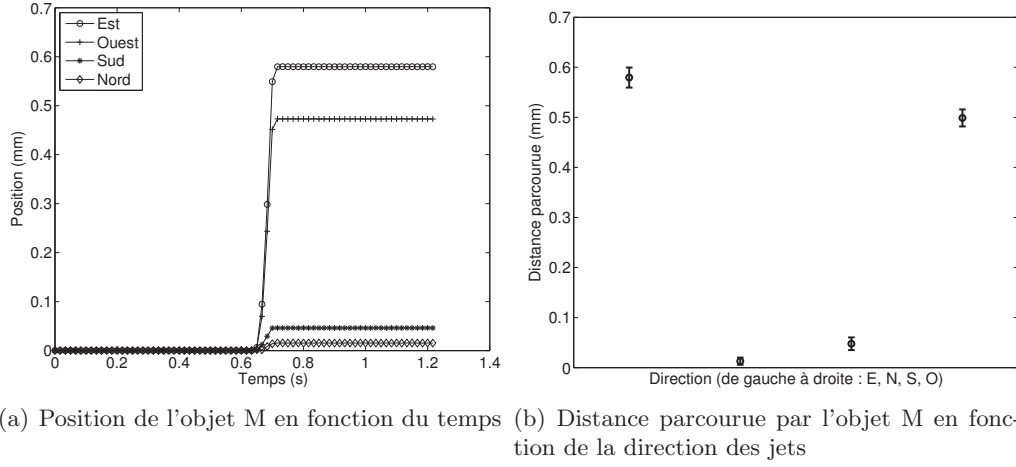 0.7
0.6
0.5
0.4
0.3
0.2
0.1
0
Position (mm)
Est
Ouest
Sud
Nord
0 0.2 0.4 0.6 0.8 1 1.2 1.4
Temps (s)
0.7
0.6
0.5
0.4
0.3
0.2
0.1
0
Distance parcourue (mm)
Direction (de gauche à droite : E, N, S, O)
(a) Position de l'objet M en fonction du temps
(b) Distance parcourue par l'objet M en fonc-
tion de la direction des jets